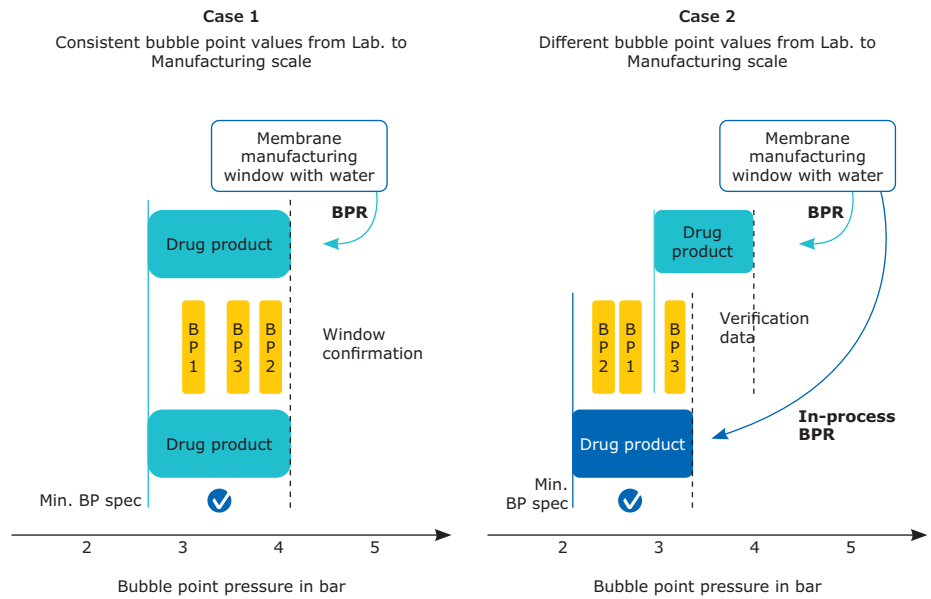 Case 1
Consistent bubble point values from Lab. to
Manufacturing scale
Membrane
manufacturing
window with water
BPR
Drug product
B
P
1
B
P
3
B
P
2
Window
confirmation
Drug product
Min. BP spec
2
3
4
5
Bubble point pressure in bar
Case 2
Different bubble point values from Lab. to
Manufacturing scale
Membrane
manufacturing
window with water
BPR
Drug
product
B
P
2
B
P
1
B
P
3
Verification
data
In-process
BPR
Drug product
Min.
BP spec
2
3
4
5
Bubble point pressure in bar